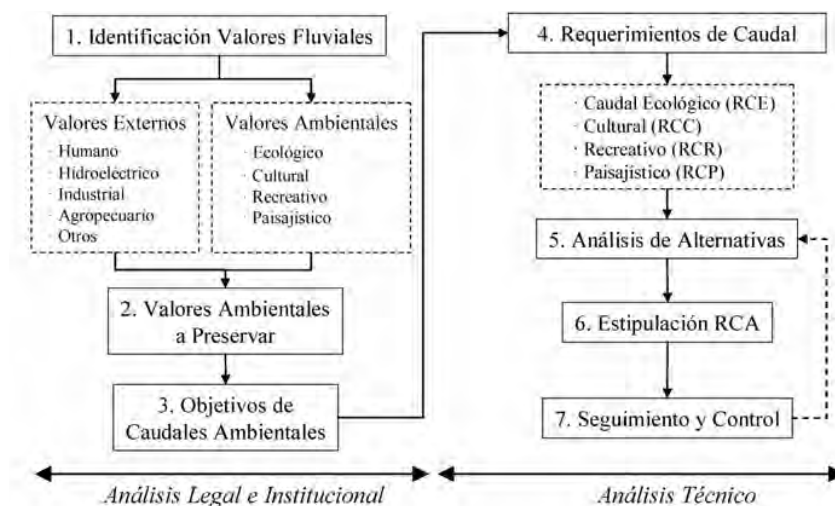 1. Identificación Valores Fluviales
Valores Externos
· Humano
· Hidroeléctrico
· Industrial
· Agropecuario
· Otros
Valores Ambientales
· Ecológico
· Cultural
· Recreativo
· Paisajístico
2. Valores Ambientales
a Preservar
3. Objetivos de
Caudales Ambientales
Análisis Legal e Institucional
4. Requerimientos de Caudal
· Caudal Ecológico (RCE)
· Cultural (RCC)
· Recreativo (RCR)
· Paisajístico (RCP)
5. Análisis de Alternativas
6. Estipulación RCA
7. Seguimiento y Control
Análisis Técnico